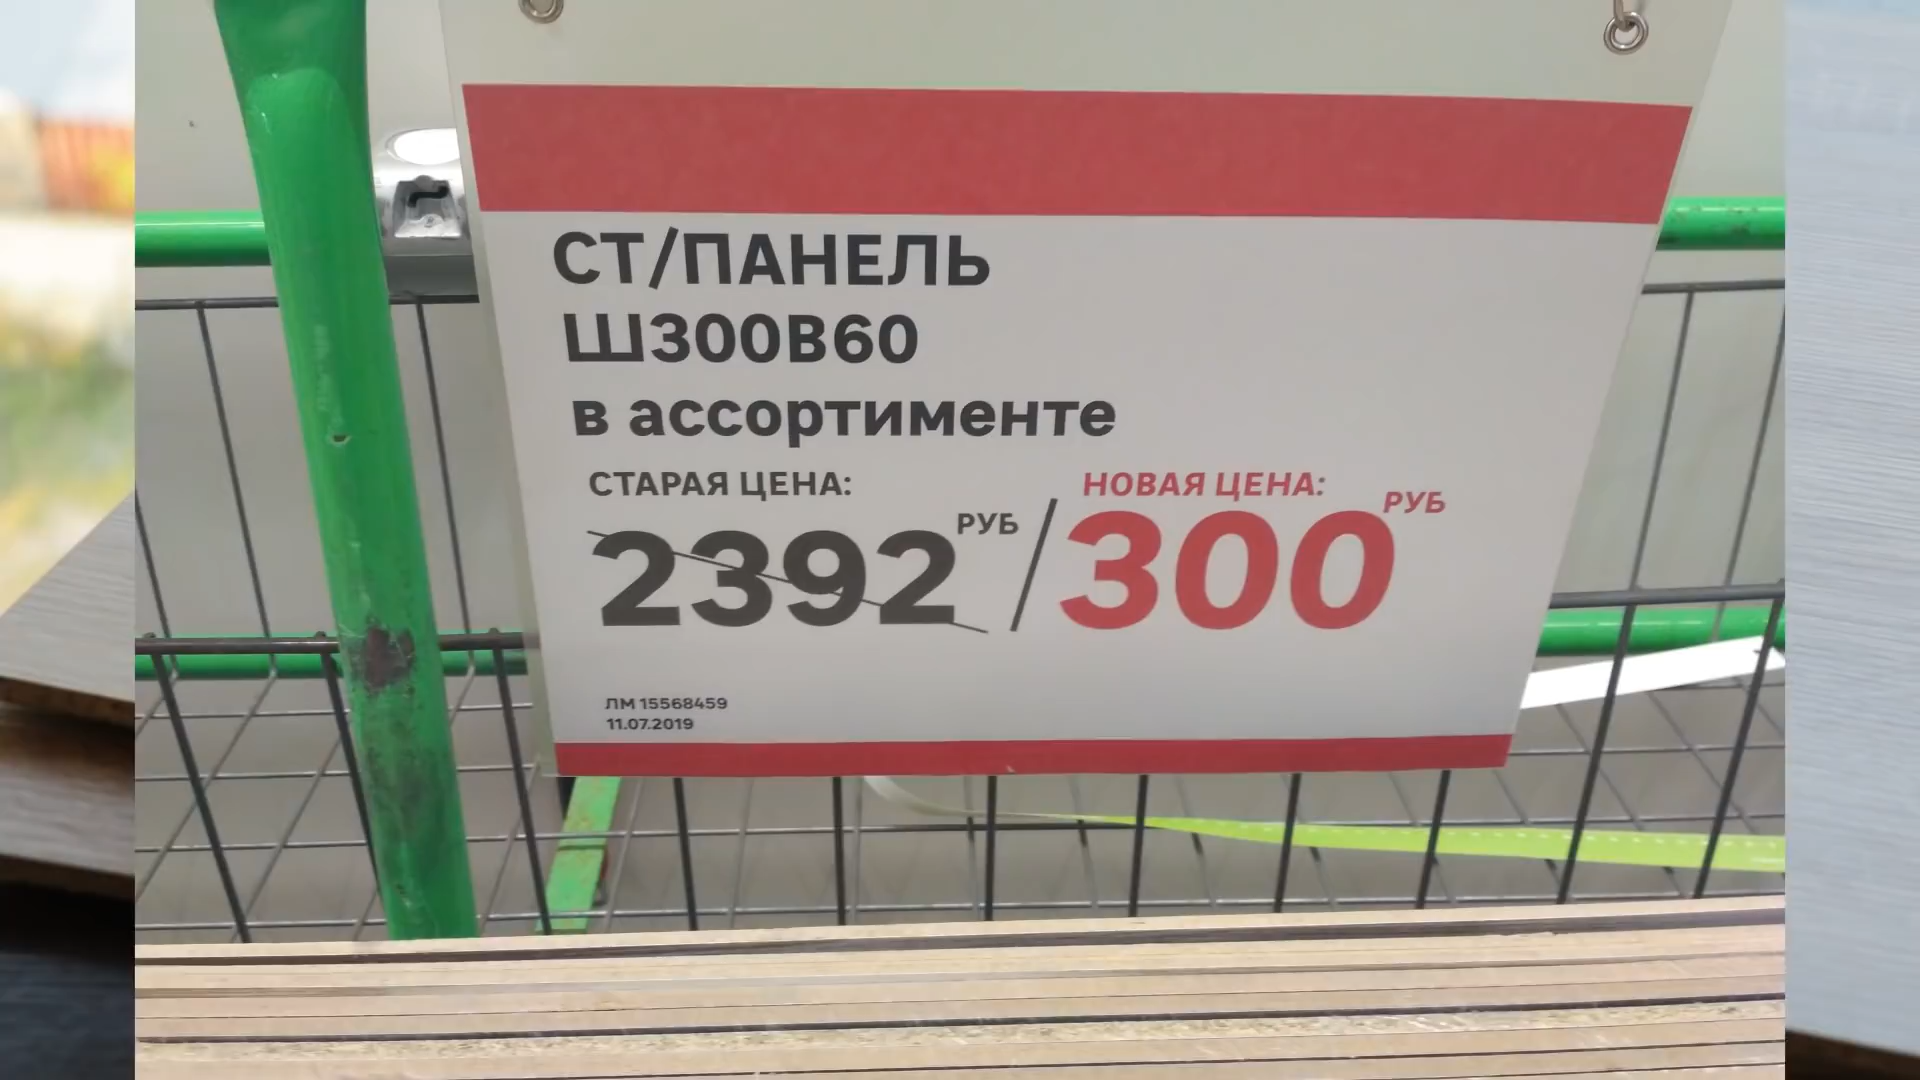 СТ/ПАНЕЛЬ
Ш300В60
в ассортименте
СТАРАЯ ЦЕНА: НОВАЯ ЦЕНА:
2392 РУБ / 300 РУБ
ЛМ 15568459
11.07.2019